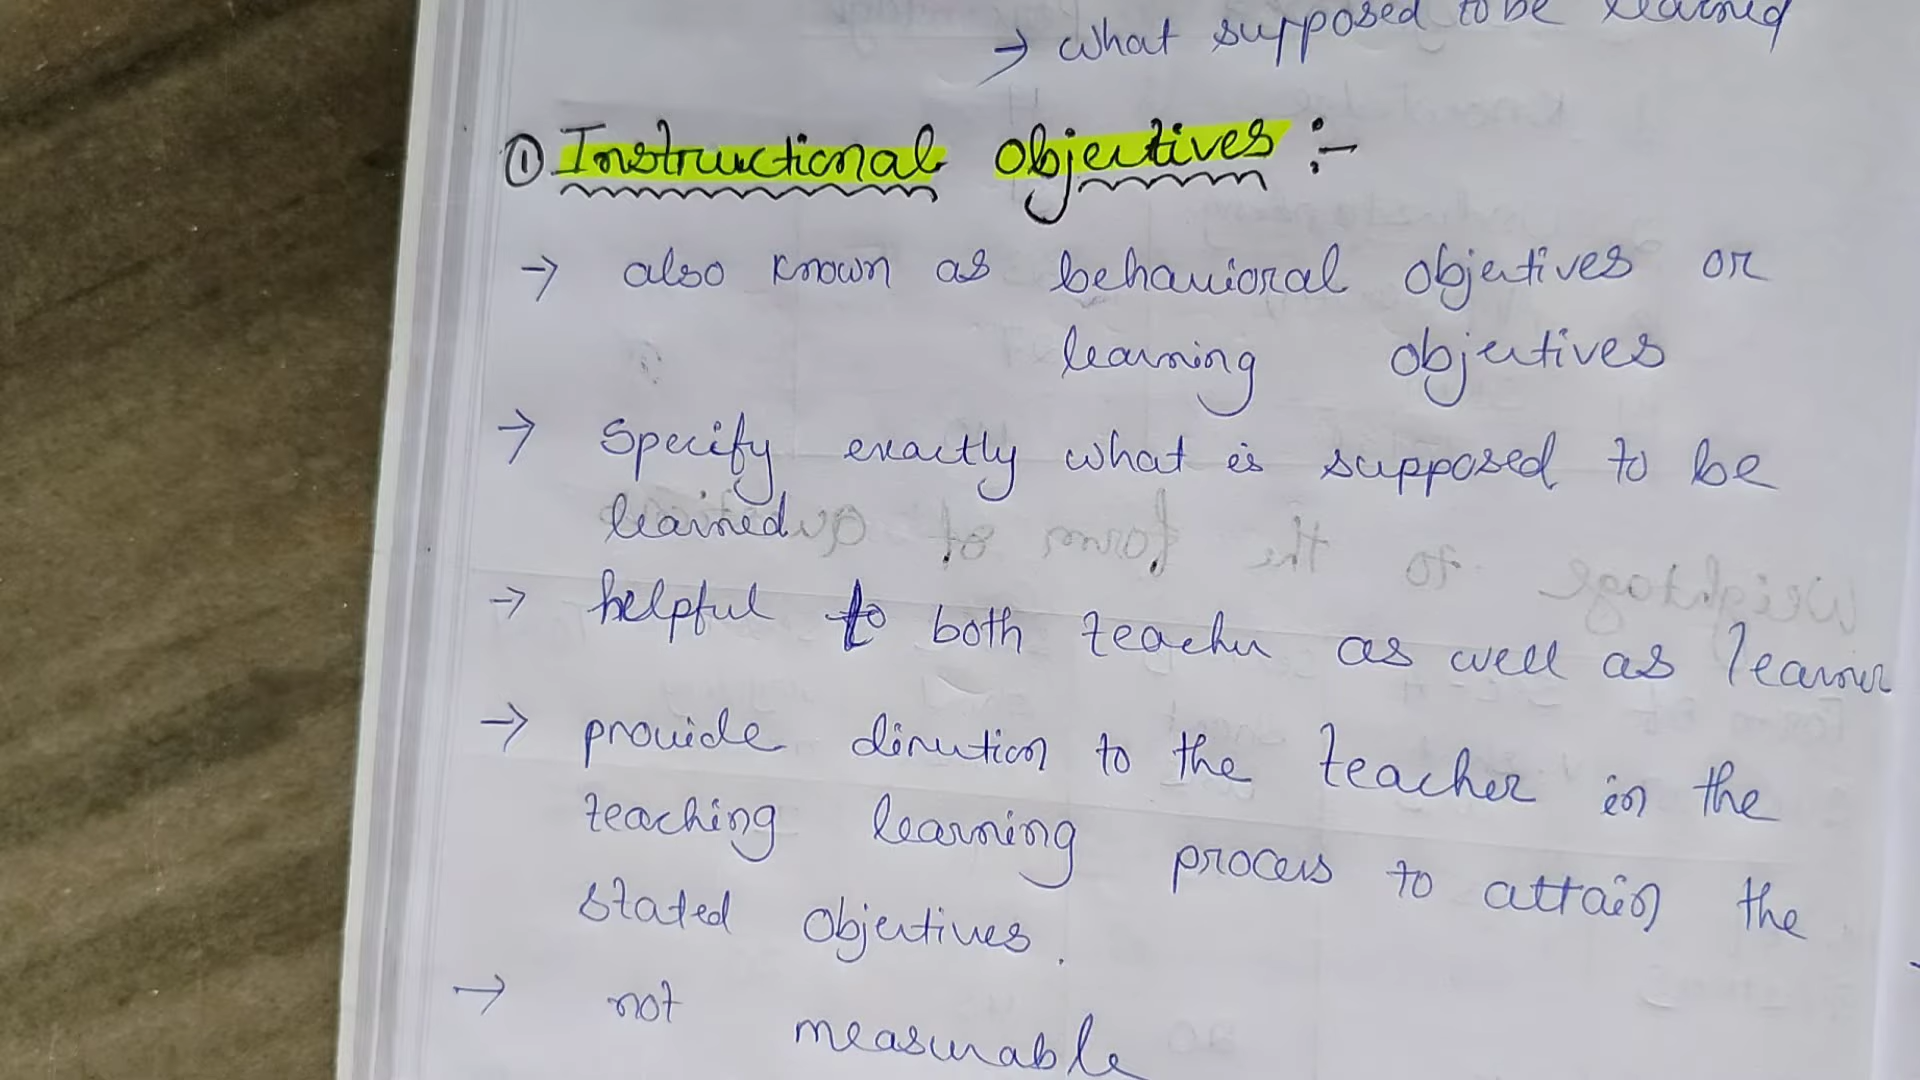 → what supposed to be learned
① Instructional Objectives :-
→ also known as behavioral objectives or
learning objectives
→ Specify exactly what is supposed to be
learned
→ helpful to both teacher as well as learner
→ provide direction to the teacher in the
teaching learning process to attain the
stated objectives.
→ not measurable